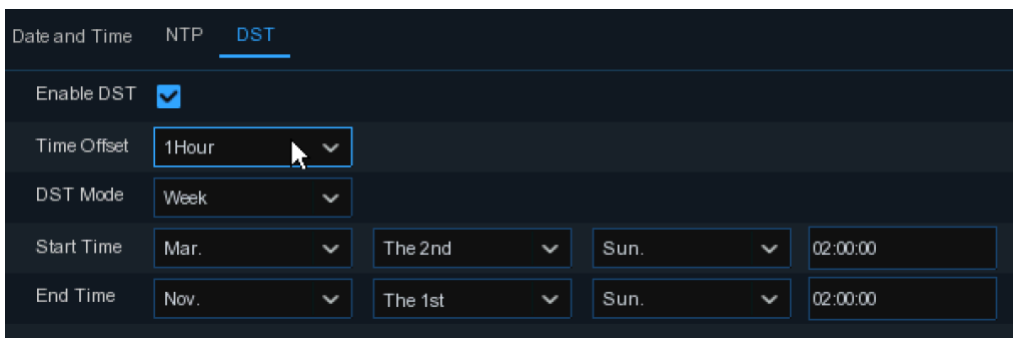 Date and Time NTP DST
Enable DST
Time Offset 1Hour
DST Mode Week
Start Time Mar. The 2nd Sun. 02:00:00
End Time Nov. The 1st Sun. 02:00:00